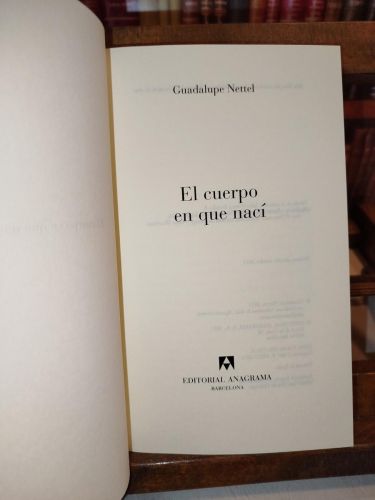 Guadalupe Nettel
El cuerpo
en que nací
EDITORIAL ANAGRAMA
BARCELONA